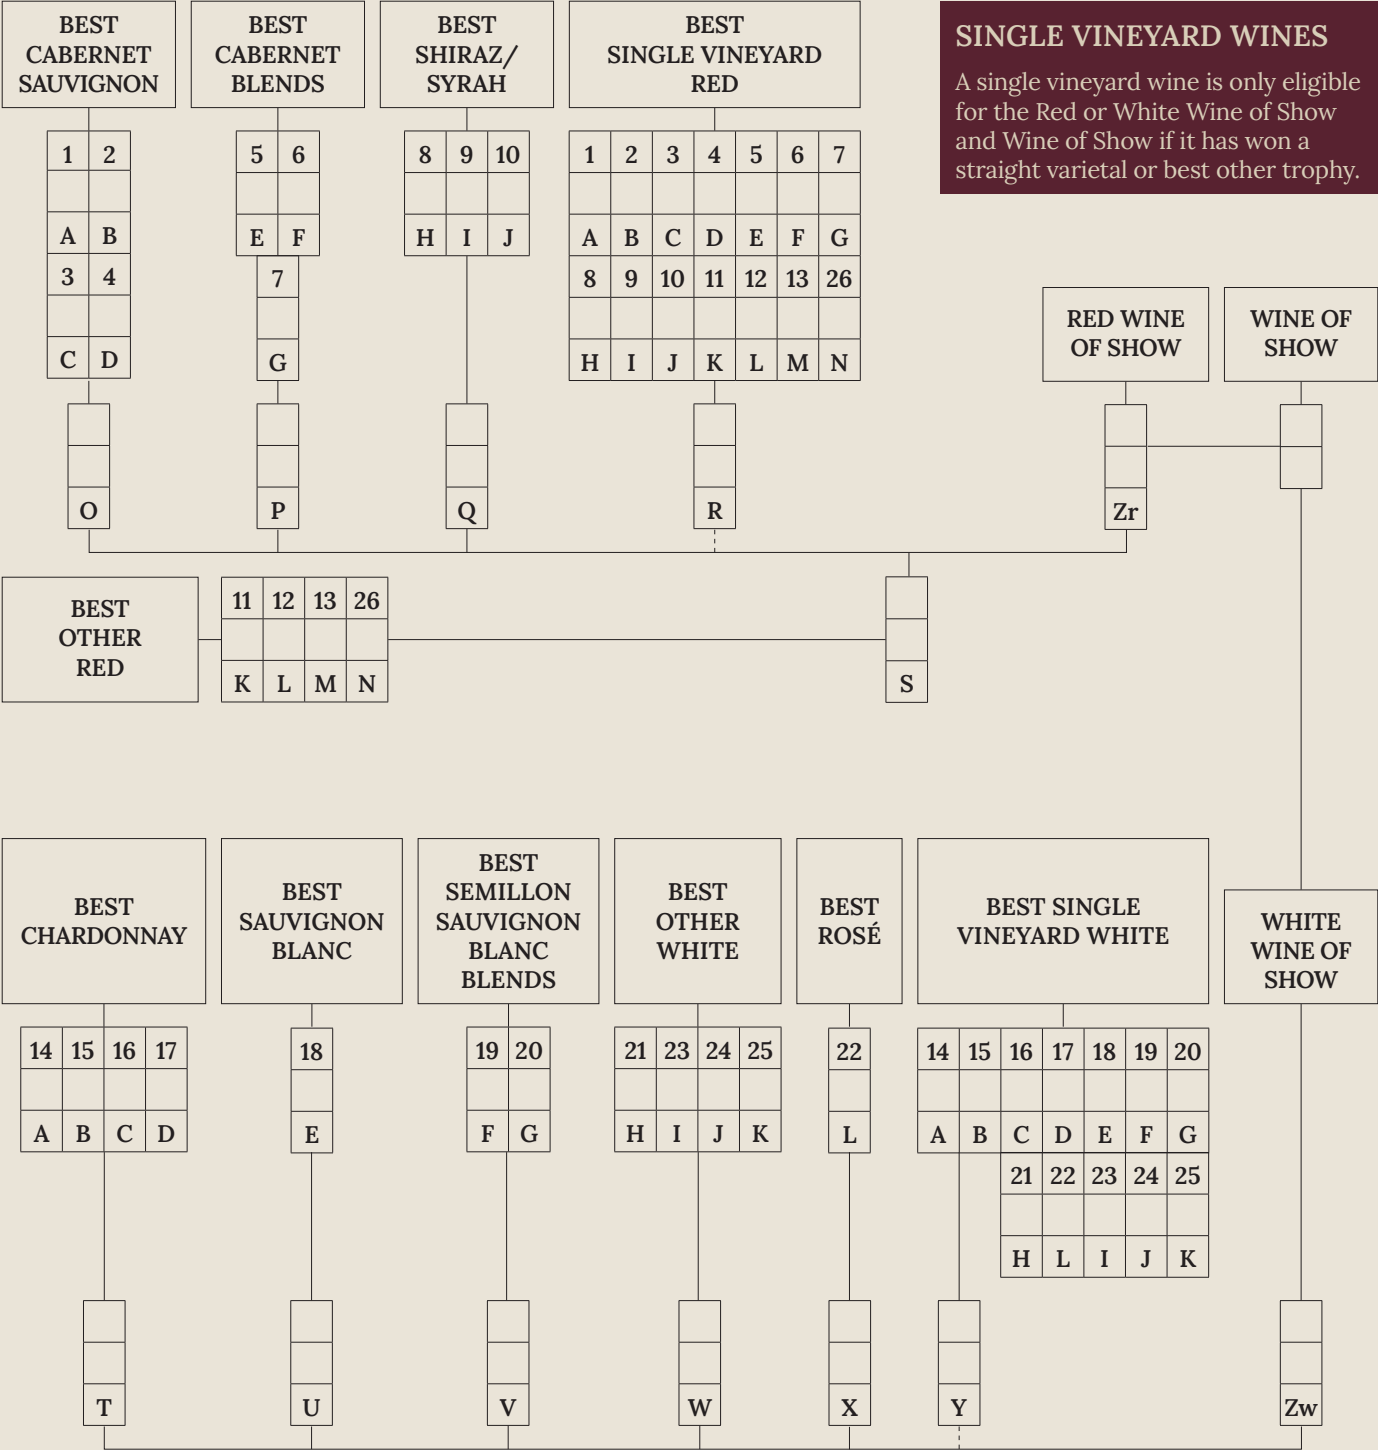 BEST
CABERNET
SAUVIGNON
BEST
CABERNET
BLENDS
BEST
SHIRAZ/
SYRAH
BEST
SINGLE VINEYARD
RED
SINGLE VINEYARD WINES
A single vineyard wine is only eligible
for the Red or White Wine of Show
and Wine of Show if it has won a
straight varietal or best other trophy.
1 2
A B
3 4
C D
5 6
E F
7
G
8 9 10
H I J
1 2 3 4 5 6 7
A B C D E F G
8 9 10 11 12 13 26
H I J K L M N
RED WINE
OF SHOW
WINE OF
SHOW
O
P
Q
R
Zr
BEST
OTHER
RED
11 12 13 26
K L M N
S
BEST
CHARDONNAY
BEST
SAUVIGNON
BLANC
BEST
SEMILLON
SAUVIGNON
BLANC
BLENDS
BEST
OTHER
WHITE
BEST
ROSÉ
BEST SINGLE
VINEYARD WHITE
WHITE
WINE OF
SHOW
14 15 16 17
A B C D
18
E
19 20
F G
21 23 24 25
H I J K
22
L
14 15 16 17 18 19 20
A B C D E F G
21 22 23 24 25
H L I J K
T
U
V
W
X
Y
Zw